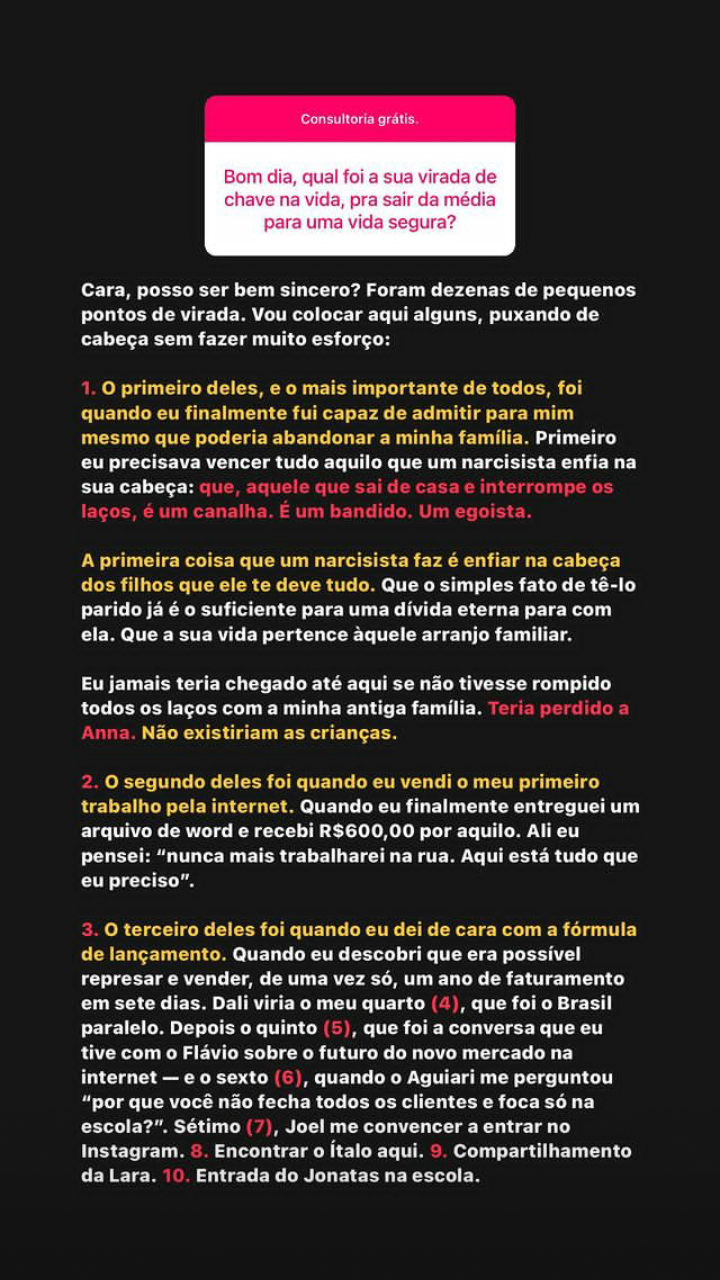 Consultoria grátis.
Bom dia, qual foi a sua virada de
chave na vida, pra sair da média
para uma vida segura?
Cara, posso ser bem sincero? Foram dezenas de pequenos
pontos de virada. Vou colocar aqui alguns, puxando de
cabeça sem fazer muito esforço:
1. O primeiro deles, e o mais importante de todos, foi
quando eu finalmente fui capaz de admitir para mim
mesmo que poderia abandonar a minha família. Primeiro
eu precisava vencer tudo aquilo que um narcisista enfia na
sua cabeça: que, aquele que sai de casa e interrompe os
laços, é um canalha. É um bandido. Um egoista.
A primeira coisa que um narcisista faz é enfiar na cabeça
dos filhos que ele te deve tudo. Que o simples fato de tê-lo
parido já é o suficiente para uma dívida eterna para com
ela. Que a sua vida pertence àquele arranjo familiar.
Eu jamais teria chegado até aqui se não tivesse rompido
todos os laços com a minha antiga família. Teria perdido a
Anna. Não existiriam as crianças.
2. O segundo deles foi quando eu vendi o meu primeiro
trabalho pela internet. Quando eu finalmente entreguei um
arquivo de word e recebi R$600,00 por aquilo. Ali eu
pensei: “nunca mais trabalharei na rua. Aqui está tudo que
eu preciso”.
3. O terceiro deles foi quando eu dei de cara com a fórmula
de lançamento. Quando eu descobri que era possível
represar e vender, de uma vez só, um ano de faturamento
em sete dias. Dali viria o meu quarto (4), que foi o Brasil
paralelo. Depois o quinto (5), que foi a conversa que eu
tive com o Flávio sobre o futuro do novo mercado na
internet — e o sexto (6), quando o Aguiari me perguntou
“por que você não fecha todos os clientes e foca só na
escola?”. Sétimo (7), Joel me convencer a entrar no
Instagram. 8. Encontrar o Ítalo aqui. 9. Compartilhamento
da Lara. 10. Entrada do Jonatas na escola.